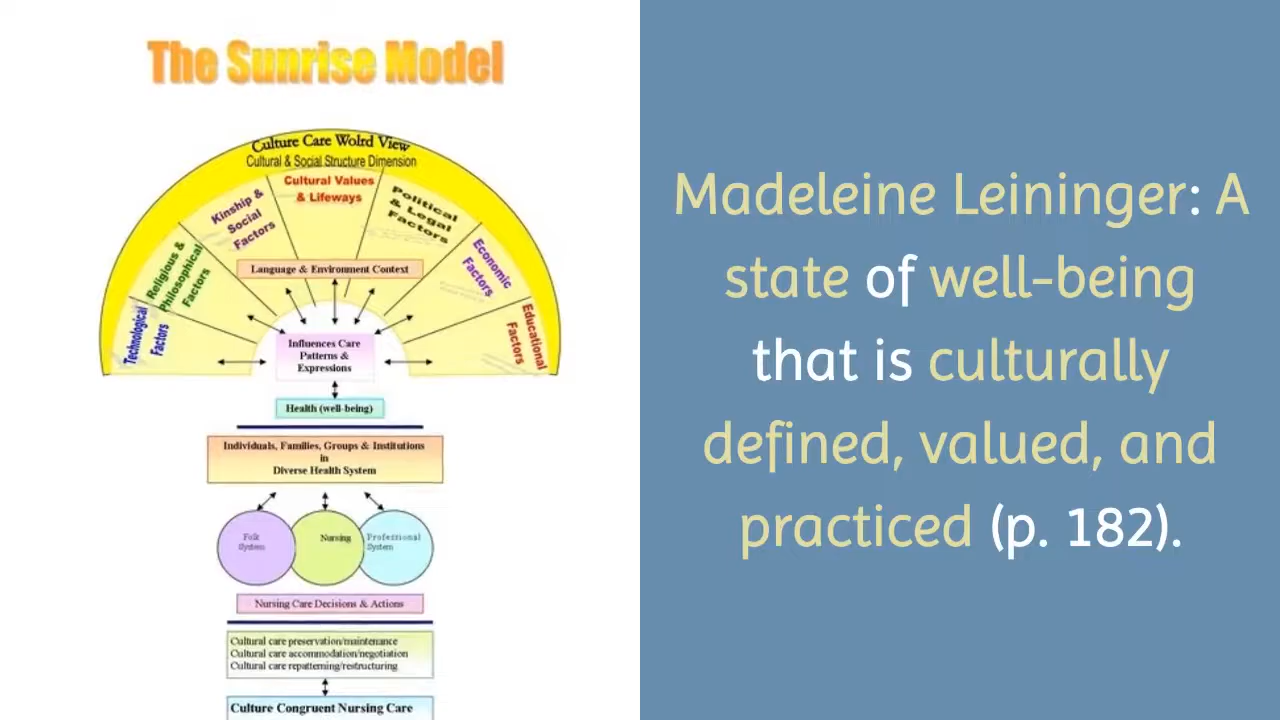 The Sunrise Model
Culture Care Wolrd View
Cultural & Social Structure Dimension
Technological
Factors
Religious &
Philosophical
Factors
Kinship &
Social
Factors
Cultural Values
& Lifeways
Political
& Legal
Factors
Economic
Factors
Educational
Factors
Language & Environment Context
Influences Care
Patterns &
Expressions
Health (well-being)
Individuals, Families, Groups & Institutions
in
Diverse Health System
Folk
System
Nursing
Professional
System
Nursing Care Decisions & Actions
Cultural care preservation/maintenance
Cultural care accommodation/negotiation
Cultural care repatterning/restructuring
Culture Congruent Nursing Care
Madeleine Leininger: A
state of well-being
that is culturally
defined, valued, and
practiced (p. 182).